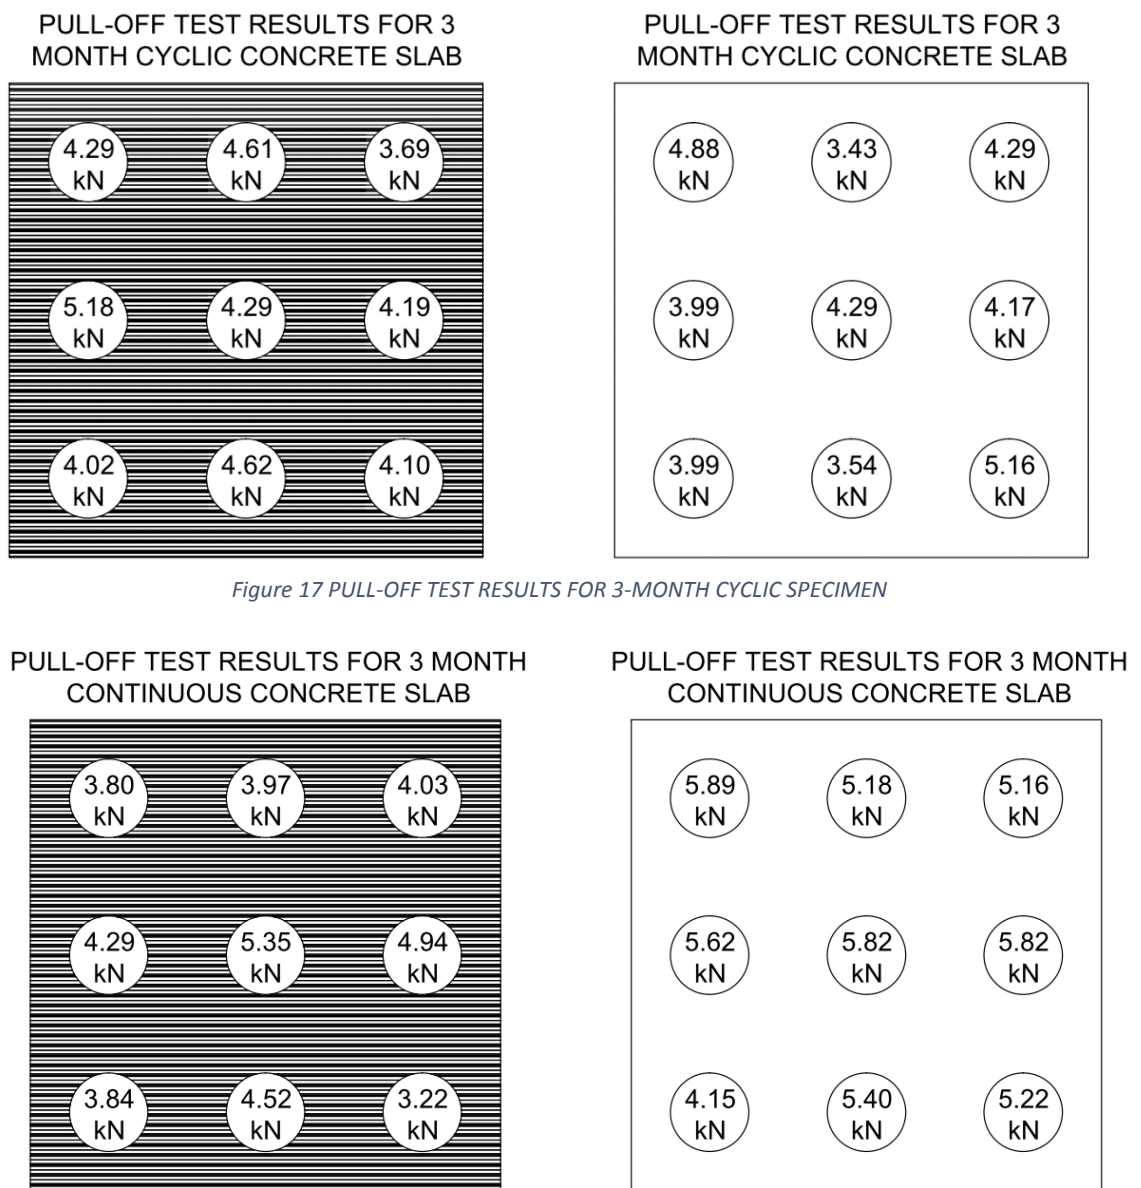 PULL-OFF TEST RESULTS FOR 3
MONTH CYCLIC CONCRETE SLAB
4.29
kN
4.61
kN
3.69
kN
5.18
kN
4.29
kN
4.19
kN
4.02
kN
4.62
kN
4.10
kN
PULL-OFF TEST RESULTS FOR 3
MONTH CYCLIC CONCRETE SLAB
4.88
kN
3.43
kN
4.29
kN
3.99
kN
4.29
kN
4.17
kN
3.99
kN
3.54
kN
5.16
kN
Figure 17 PULL-OFF TEST RESULTS FOR 3-MONTH CYCLIC SPECIMEN
PULL-OFF TEST RESULTS FOR 3 MONTH
CONTINUOUS CONCRETE SLAB
3.80
kN
3.97
kN
4.03
kN
4.29
kN
5.35
kN
4.94
kN
3.84
kN
4.52
kN
3.22
kN
PULL-OFF TEST RESULTS FOR 3 MONTH
CONTINUOUS CONCRETE SLAB
5.89
kN
5.18
kN
5.16
kN
5.62
kN
5.82
kN
5.82
kN
4.15
kN
5.40
kN
5.22
kN